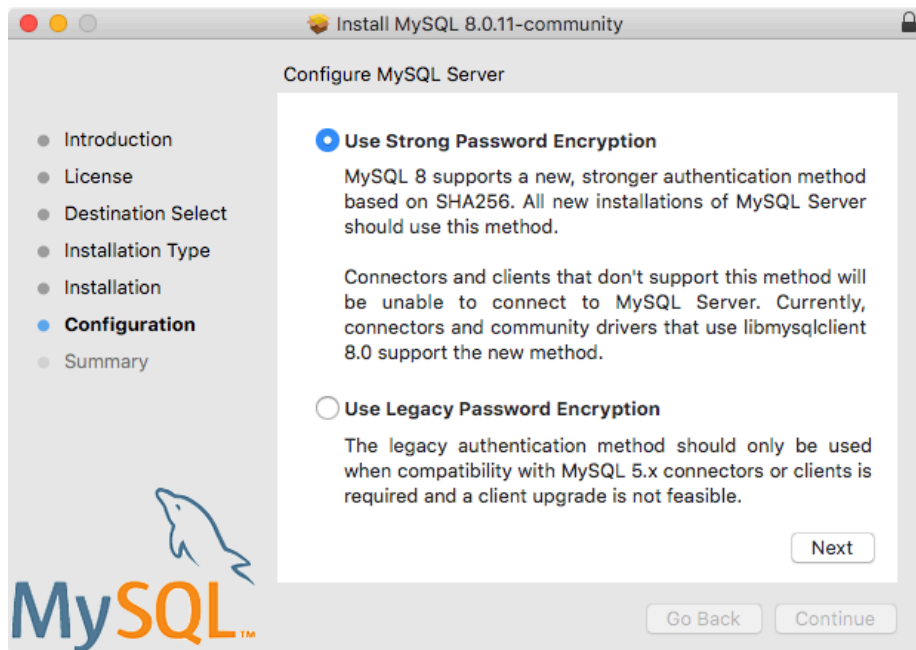 Install MySQL 8.0.11-community
Configure MySQL Server
Introduction
License
Destination Select
Installation Type
Installation
Configuration
Summary
Use Strong Password Encryption
MySQL 8 supports a new, stronger authentication method
based on SHA256. All new installations of MySQL Server
should use this method.
Connectors and clients that don't support this method will
be unable to connect to MySQL Server. Currently,
connectors and community drivers that use libmysqlclient
8.0 support the new method.
Use Legacy Password Encryption
The legacy authentication method should only be used
when compatibility with MySQL 5.x connectors or clients is
required and a client upgrade is not feasible.
Next
MySQL™
Go Back
Continue